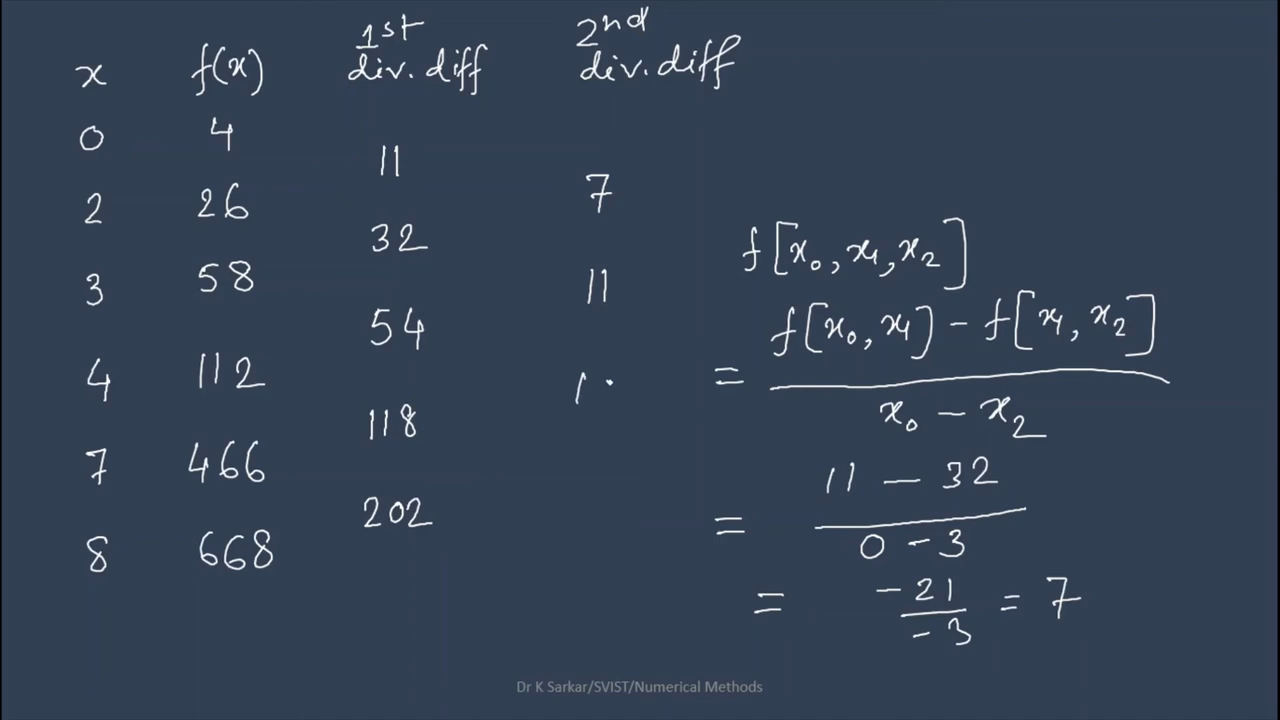 1st 2nd
x f(x) div. diff div. diff
0 4
11
2 26 7
32
f[x₀, x₁, x₂]
3 58 11
54 f[x₀, x₁] - f[x₁, x₂]
4 112 =
x₀ - x₂
118
7 466 11 - 32
202 =
0 - 3
8 668
= -21 = 7
-3
Dr K Sarkar/SVIST/Numerical Methods